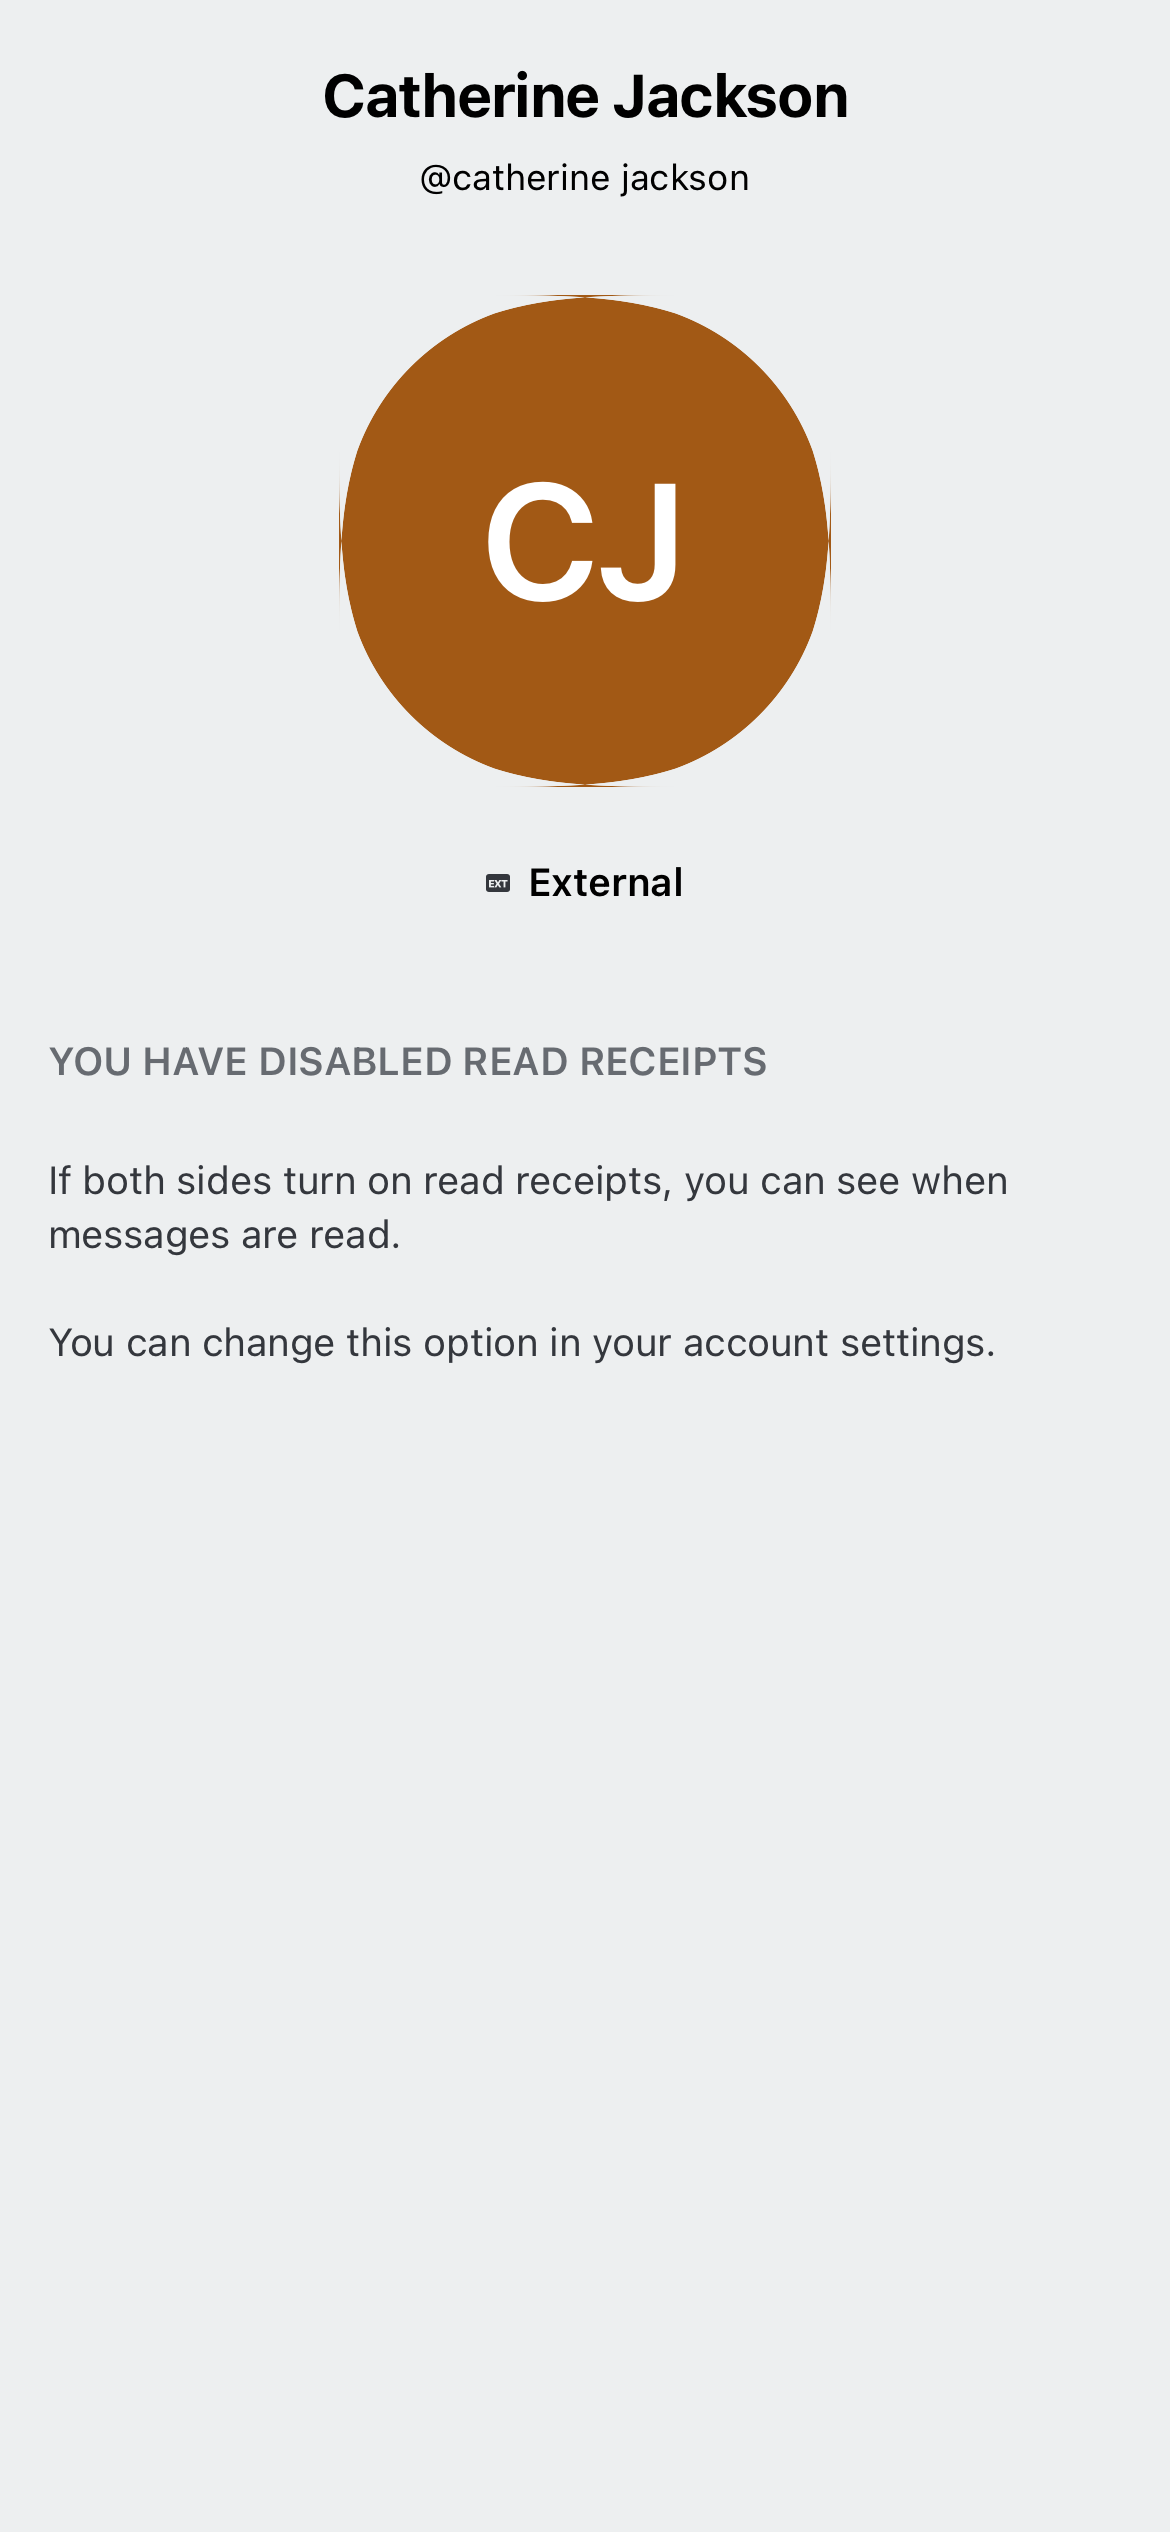 Catherine Jackson
@catherine jackson
CJ
EXT External
YOU HAVE DISABLED READ RECEIPTS
If both sides turn on read receipts, you can see when
messages are read.
You can change this option in your account settings.